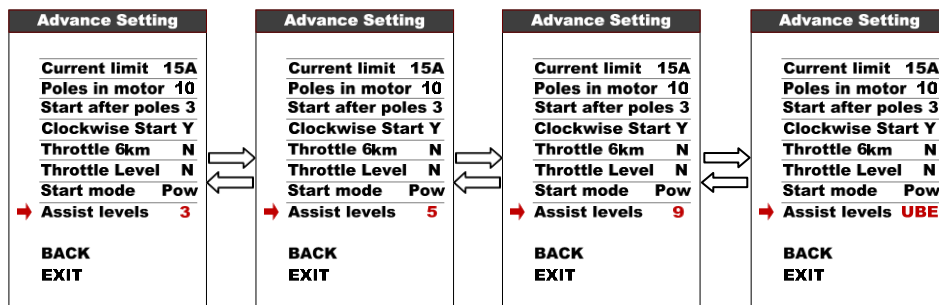 Advance Setting
Current limit 15A
Poles in motor 10
Start after poles 3
Clockwise Start Y
Throttle 6km N
Throttle Level N
Start mode Pow
Assist levels 3
BACK
EXIT
Advance Setting
Current limit 15A
Poles in motor 10
Start after poles 3
Clockwise Start Y
Throttle 6km N
Throttle Level N
Start mode Pow
Assist levels 5
BACK
EXIT
Advance Setting
Current limit 15A
Poles in motor 10
Start after poles 3
Clockwise Start Y
Throttle 6km N
Throttle Level N
Start mode Pow
Assist levels 9
BACK
EXIT
Advance Setting
Current limit 15A
Poles in motor 10
Start after poles 3
Clockwise Start Y
Throttle 6km N
Throttle Level N
Start mode Pow
Assist levels UBE
BACK
EXIT